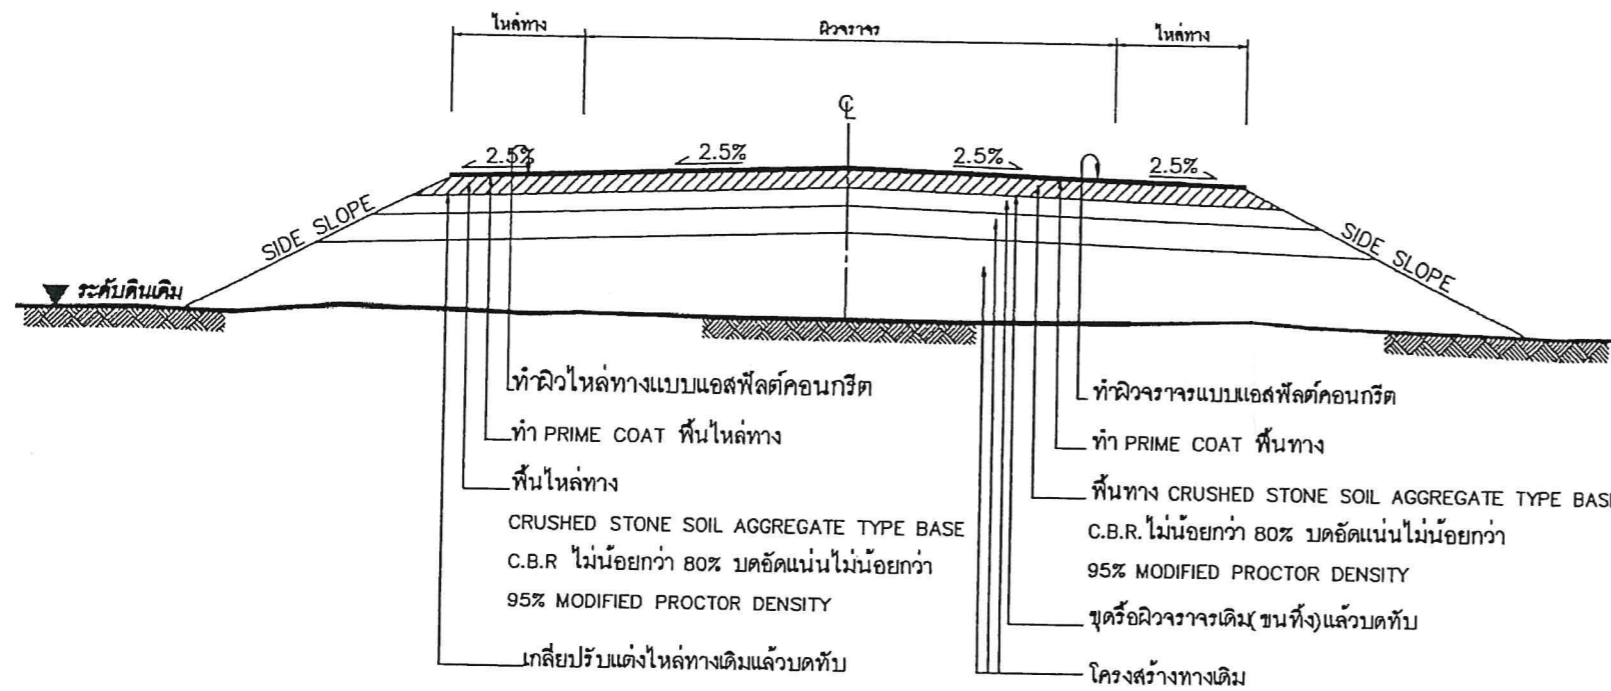 ไหล่ทาง
ผิวจราจร
ไหล่ทาง
℄
2.5%
2.5%
2.5%
2.5%
SIDE SLOPE
SIDE SLOPE
ระดับดินเดิม
ทำผิวไหล่ทางแบบแอสฟัลต์คอนกรีต
ทำ PRIME COAT พื้นไหล่ทาง
พื้นไหล่ทาง
CRUSHED STONE SOIL AGGREGATE TYPE BASE
C.B.R ไม่น้อยกว่า 80% บดอัดแน่นไม่น้อยกว่า
95% MODIFIED PROCTOR DENSITY
เกลี่ยปรับแต่งไหล่ทางเดิมแล้วบดทับ
ทำผิวจราจรแบบแอสฟัลต์คอนกรีต
ทำ PRIME COAT พื้นทาง
พื้นทาง CRUSHED STONE SOIL AGGREGATE TYPE BASE
C.B.R. ไม่น้อยกว่า 80% บดอัดแน่นไม่น้อยกว่า
95% MODIFIED PROCTOR DENSITY
ขุดรื้อผิวจราจรเดิม(ขนทิ้ง)แล้วบดทับ
โครงสร้างทางเดิม